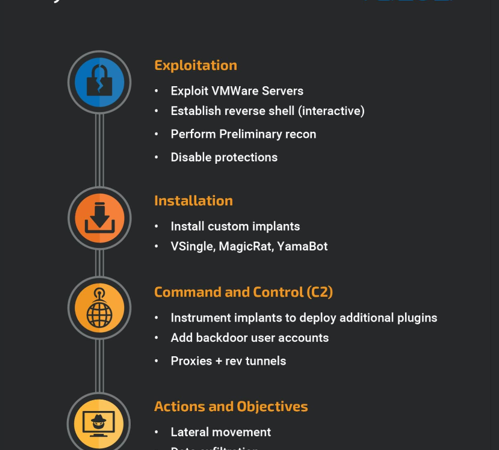 Exploitation
• Exploit VMWare Servers
• Establish reverse shell (interactive)
• Perform Preliminary recon
• Disable protections
Installation
• Install custom implants
• VSingle, MagicRat, YamaBot
Command and Control (C2)
• Instrument implants to deploy additional plugins
• Add backdoor user accounts
• Proxies + rev tunnels
Actions and Objectives
• Lateral movement